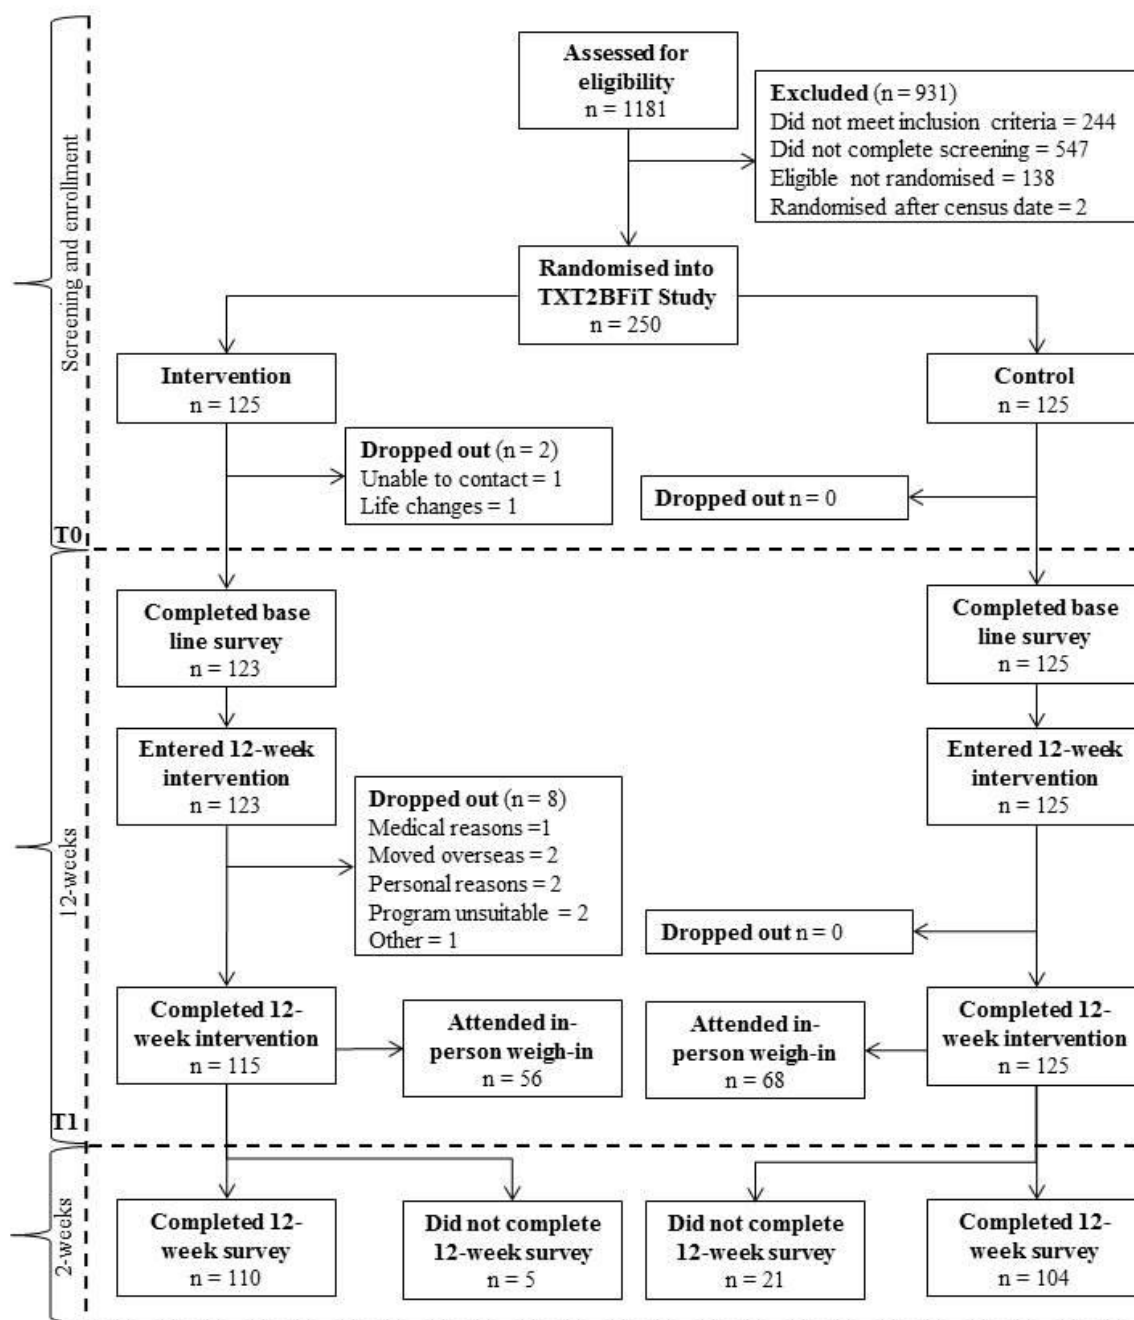 Assessed for
eligibility
n = 1181
Excluded (n = 931)
Did not meet inclusion criteria = 244
Did not complete screening = 547
Eligible not randomised = 138
Randomised after census date = 2
Screening and enrollment
Randomised into
TXT2BFiT Study
n = 250
Intervention
n = 125
Control
n = 125
Dropped out (n = 2)
Unable to contact = 1
Life changes = 1
Dropped out n = 0
T0
Completed base
line survey
n = 123
Completed base
line survey
n = 125
Entered 12-week
intervention
n = 123
Entered 12-week
intervention
n = 125
12-weeks
Dropped out (n = 8)
Medical reasons =1
Moved overseas = 2
Personal reasons = 2
Program unsuitable = 2
Other = 1
Dropped out n = 0
Completed 12-
week intervention
n = 115
Attended in-
person weigh-in
n = 56
Attended in-
person weigh-in
n = 68
Completed 12-
week intervention
n = 125
T1
2-weeks
Completed 12-
week survey
n = 110
Did not complete
12-week survey
n = 5
Did not complete
12-week survey
n = 21
Completed 12-
week survey
n = 104